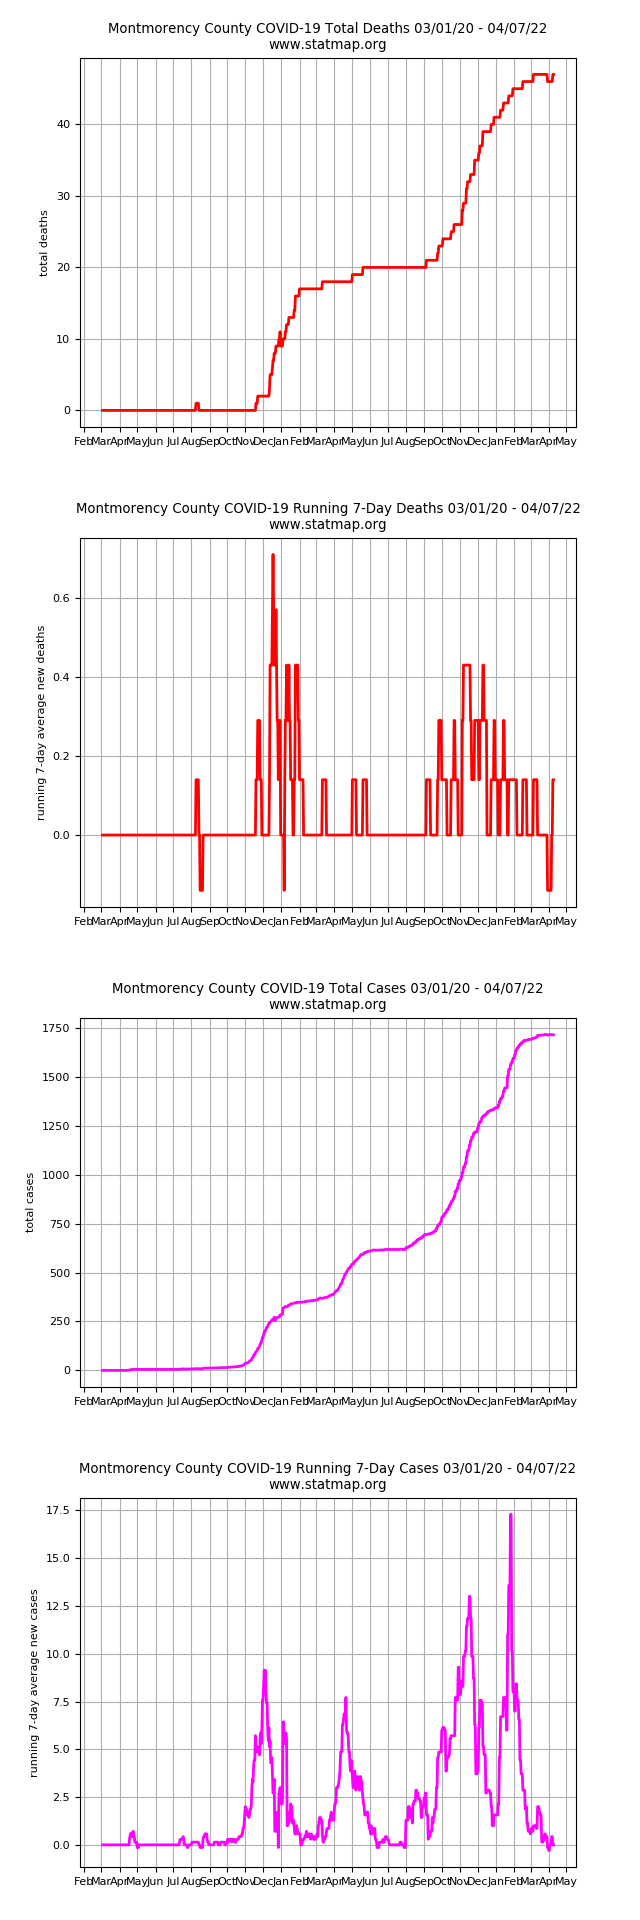 Montmorency County COVID-19 Total Deaths 03/01/20 - 04/07/22
www.statmap.org
total deaths
40
30
20
10
0
Feb Mar Apr May Jun Jul Aug Sep Oct Nov Dec Jan Feb Mar Apr May Jun Jul Aug Sep Oct Nov Dec Jan Feb Mar Apr May
Montmorency County COVID-19 Running 7-Day Deaths 03/01/20 - 04/07/22
www.statmap.org
running 7-day average new deaths
0.6
0.4
0.2
0.0
Feb Mar Apr May Jun Jul Aug Sep Oct Nov Dec Jan Feb Mar Apr May Jun Jul Aug Sep Oct Nov Dec Jan Feb Mar Apr May
Montmorency County COVID-19 Total Cases 03/01/20 - 04/07/22
www.statmap.org
total cases
1750
1500
1250
1000
750
500
250
0
Feb Mar Apr May Jun Jul Aug Sep Oct Nov Dec Jan Feb Mar Apr May Jun Jul Aug Sep Oct Nov Dec Jan Feb Mar Apr May
Montmorency County COVID-19 Running 7-Day Cases 03/01/20 - 04/07/22
www.statmap.org
running 7-day average new cases
17.5
15.0
12.5
10.0
7.5
5.0
2.5
0.0
Feb Mar Apr May Jun Jul Aug Sep Oct Nov Dec Jan Feb Mar Apr May Jun Jul Aug Sep Oct Nov Dec Jan Feb Mar Apr May